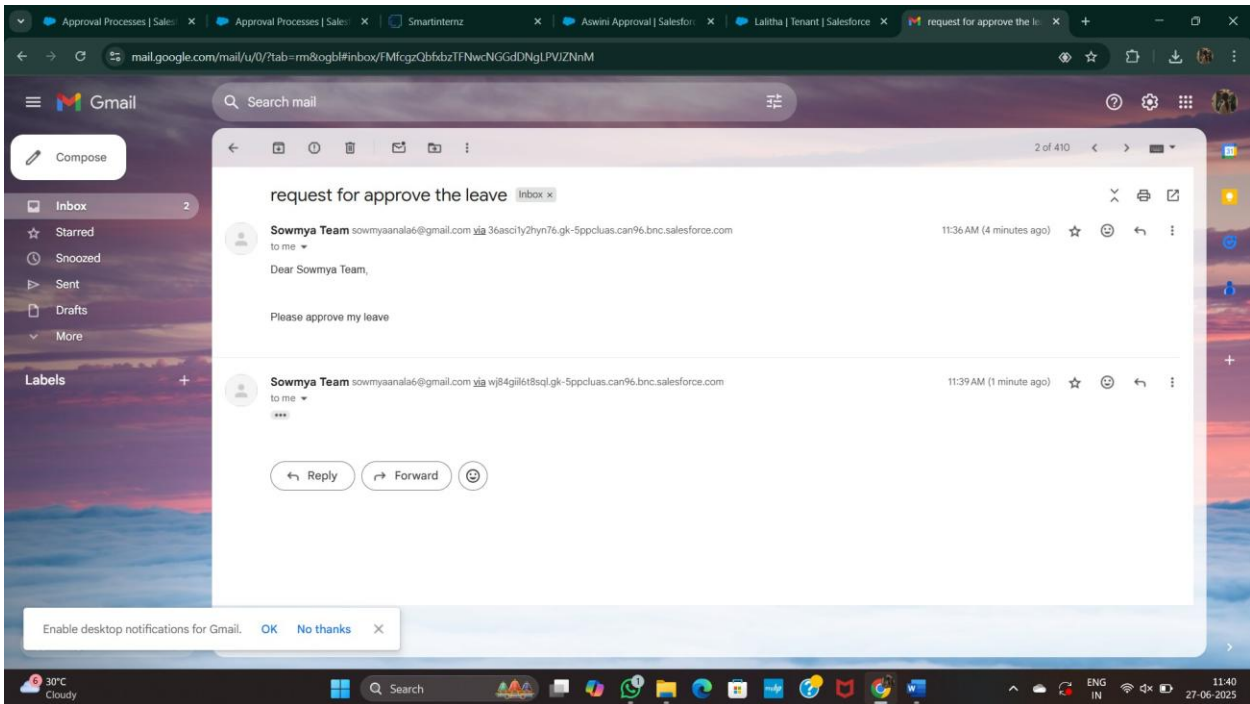 Approval Processes | Sales
Approval Processes | Sales
Smartinternz
Aswini Approval | Salesforc
Lalitha | Tenant | Salesforce
request for approve the le
mail.google.com/mail/u/0/?tab=rm&ogbl#inbox/FMfcgzQbfxbzTFNwcNGGdDNgLPVJZNnM
Gmail
Search mail
Compose
2 of 410
Inbox 2
Starred
Snoozed
Sent
Drafts
More
Labels
request for approve the leave Inbox ×
Sowmya Team sowmyaanala6@gmail.com via 36asci1y2hyn76.gk-5ppcluas.can96.bnc.salesforce.com 11:36 AM (4 minutes ago)
to me
Dear Sowmya Team,
Please approve my leave
Sowmya Team sowmyaanala6@gmail.com via wj84giil6t8sql.gk-5ppcluas.can96.bnc.salesforce.com 11:39 AM (1 minute ago)
to me
Reply Forward
Enable desktop notifications for Gmail. OK No thanks
6
30°C
Cloudy
Search
ENG
IN
11:40
27-06-2025